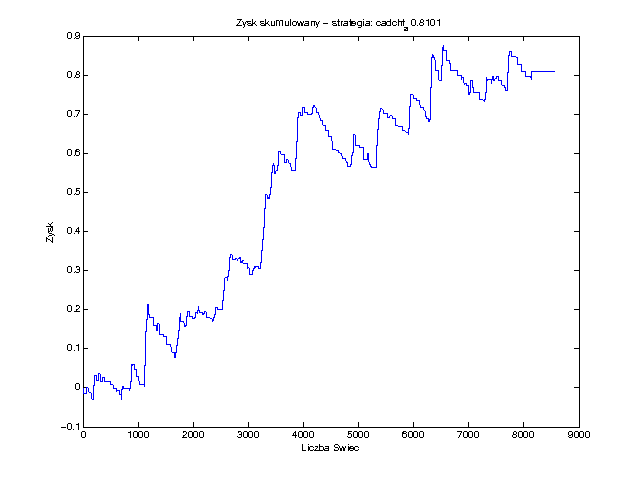 Zysk skumulowany – strategia: cadchf_a 0.8101
0.9
0.8
0.7
0.6
0.5
0.4
0.3
0.2
0.1
0
−0.1
Zysk
0 1000 2000 3000 4000 5000 6000 7000 8000 9000
Liczba Swiec